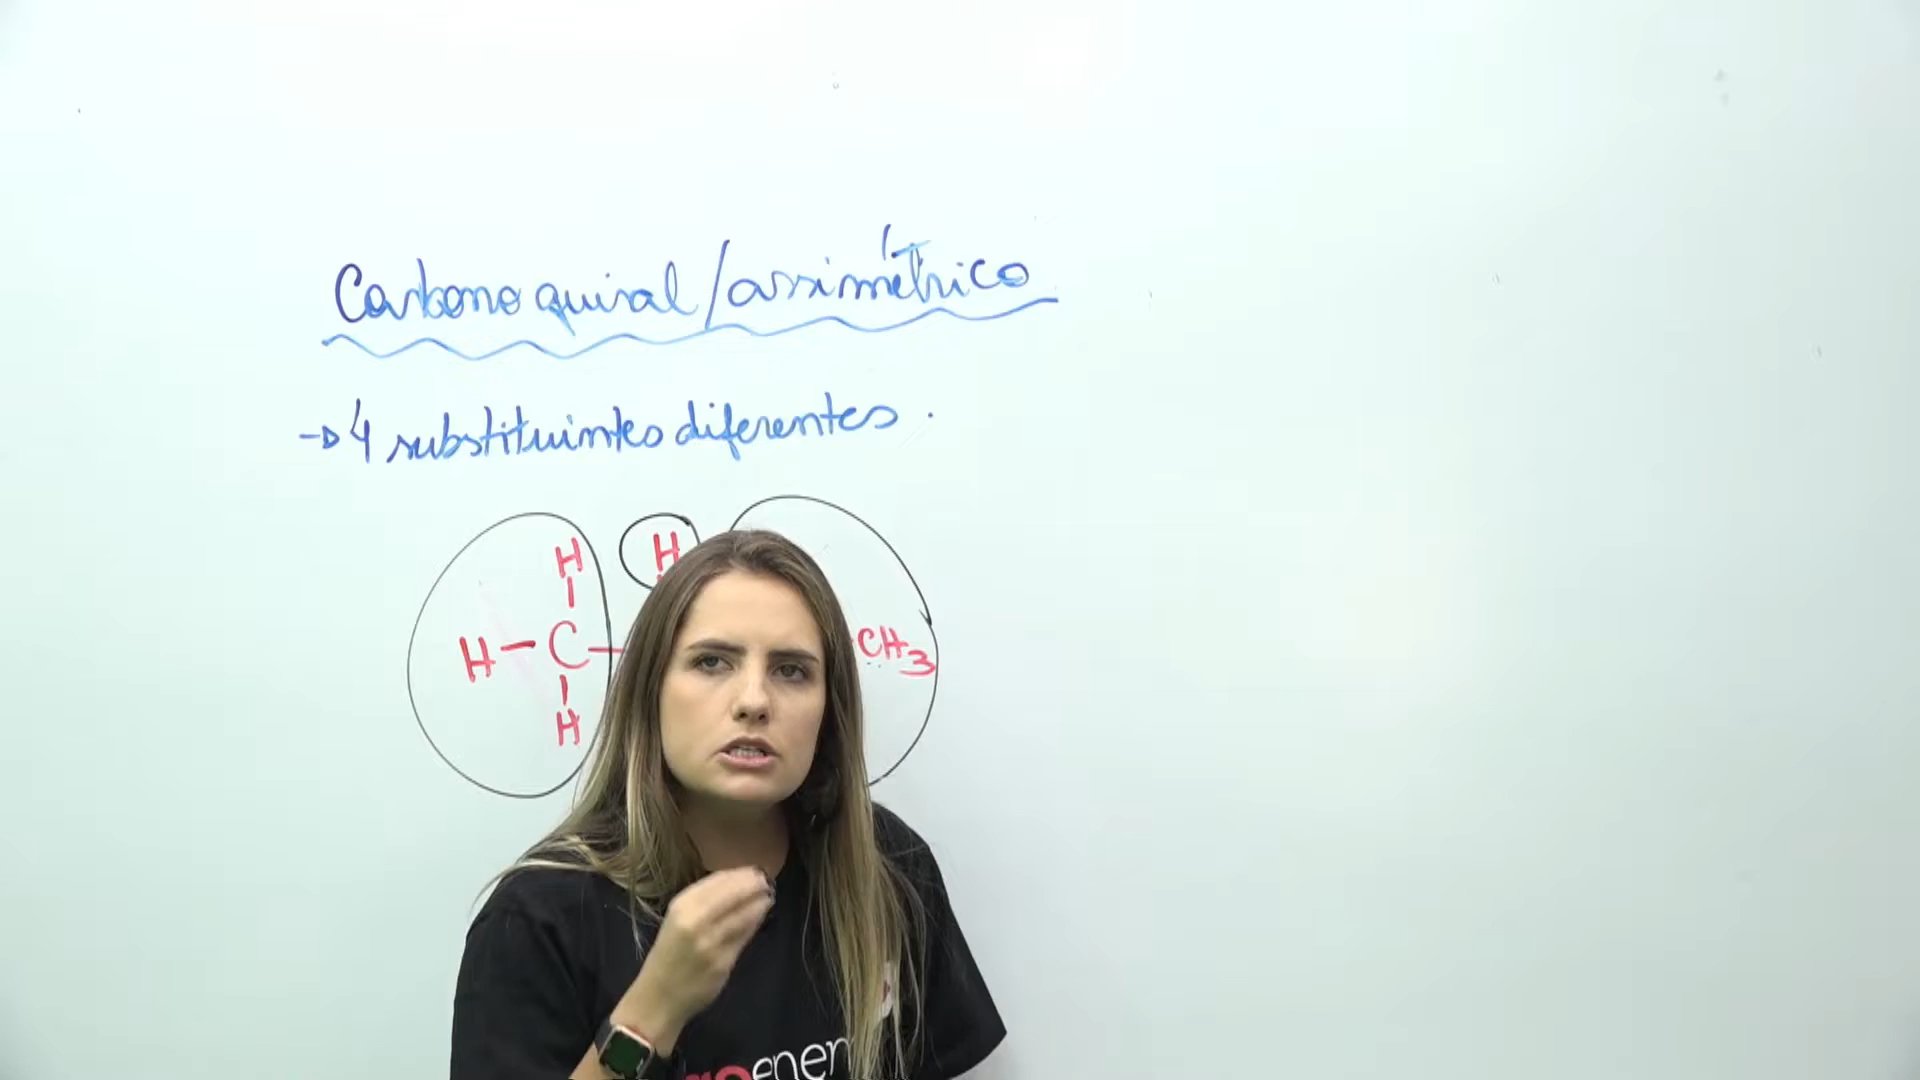 Carbono quiral/assimétrico
→ 4 substituintes diferentes.
H H
H - C - CH3
H